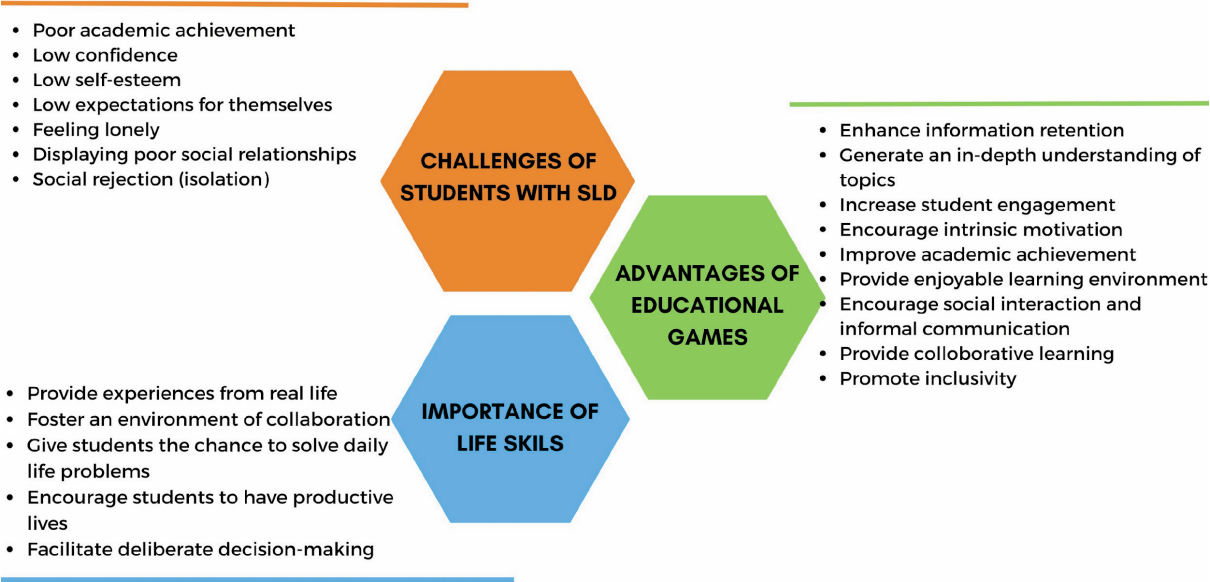 • Poor academic achievement
• Low confidence
• Low self-esteem
• Low expectations for themselves
• Feeling lonely
• Displaying poor social relationships
• Social rejection (isolation)
CHALLENGES OF
STUDENTS WITH SLD
ADVANTAGES OF
EDUCATIONAL
GAMES
• Enhance information retention
• Generate an in-depth understanding of
topics
• Increase student engagement
• Encourage intrinsic motivation
• Improve academic achievement
• Provide enjoyable learning environment
• Encourage social interaction and
informal communication
• Provide colloborative learning
• Promote inclusivity
IMPORTANCE OF
LIFE SKILS
• Provide experiences from real life
• Foster an environment of collaboration
• Give students the chance to solve daily
life problems
• Encourage students to have productive
lives
• Facilitate deliberate decision-making